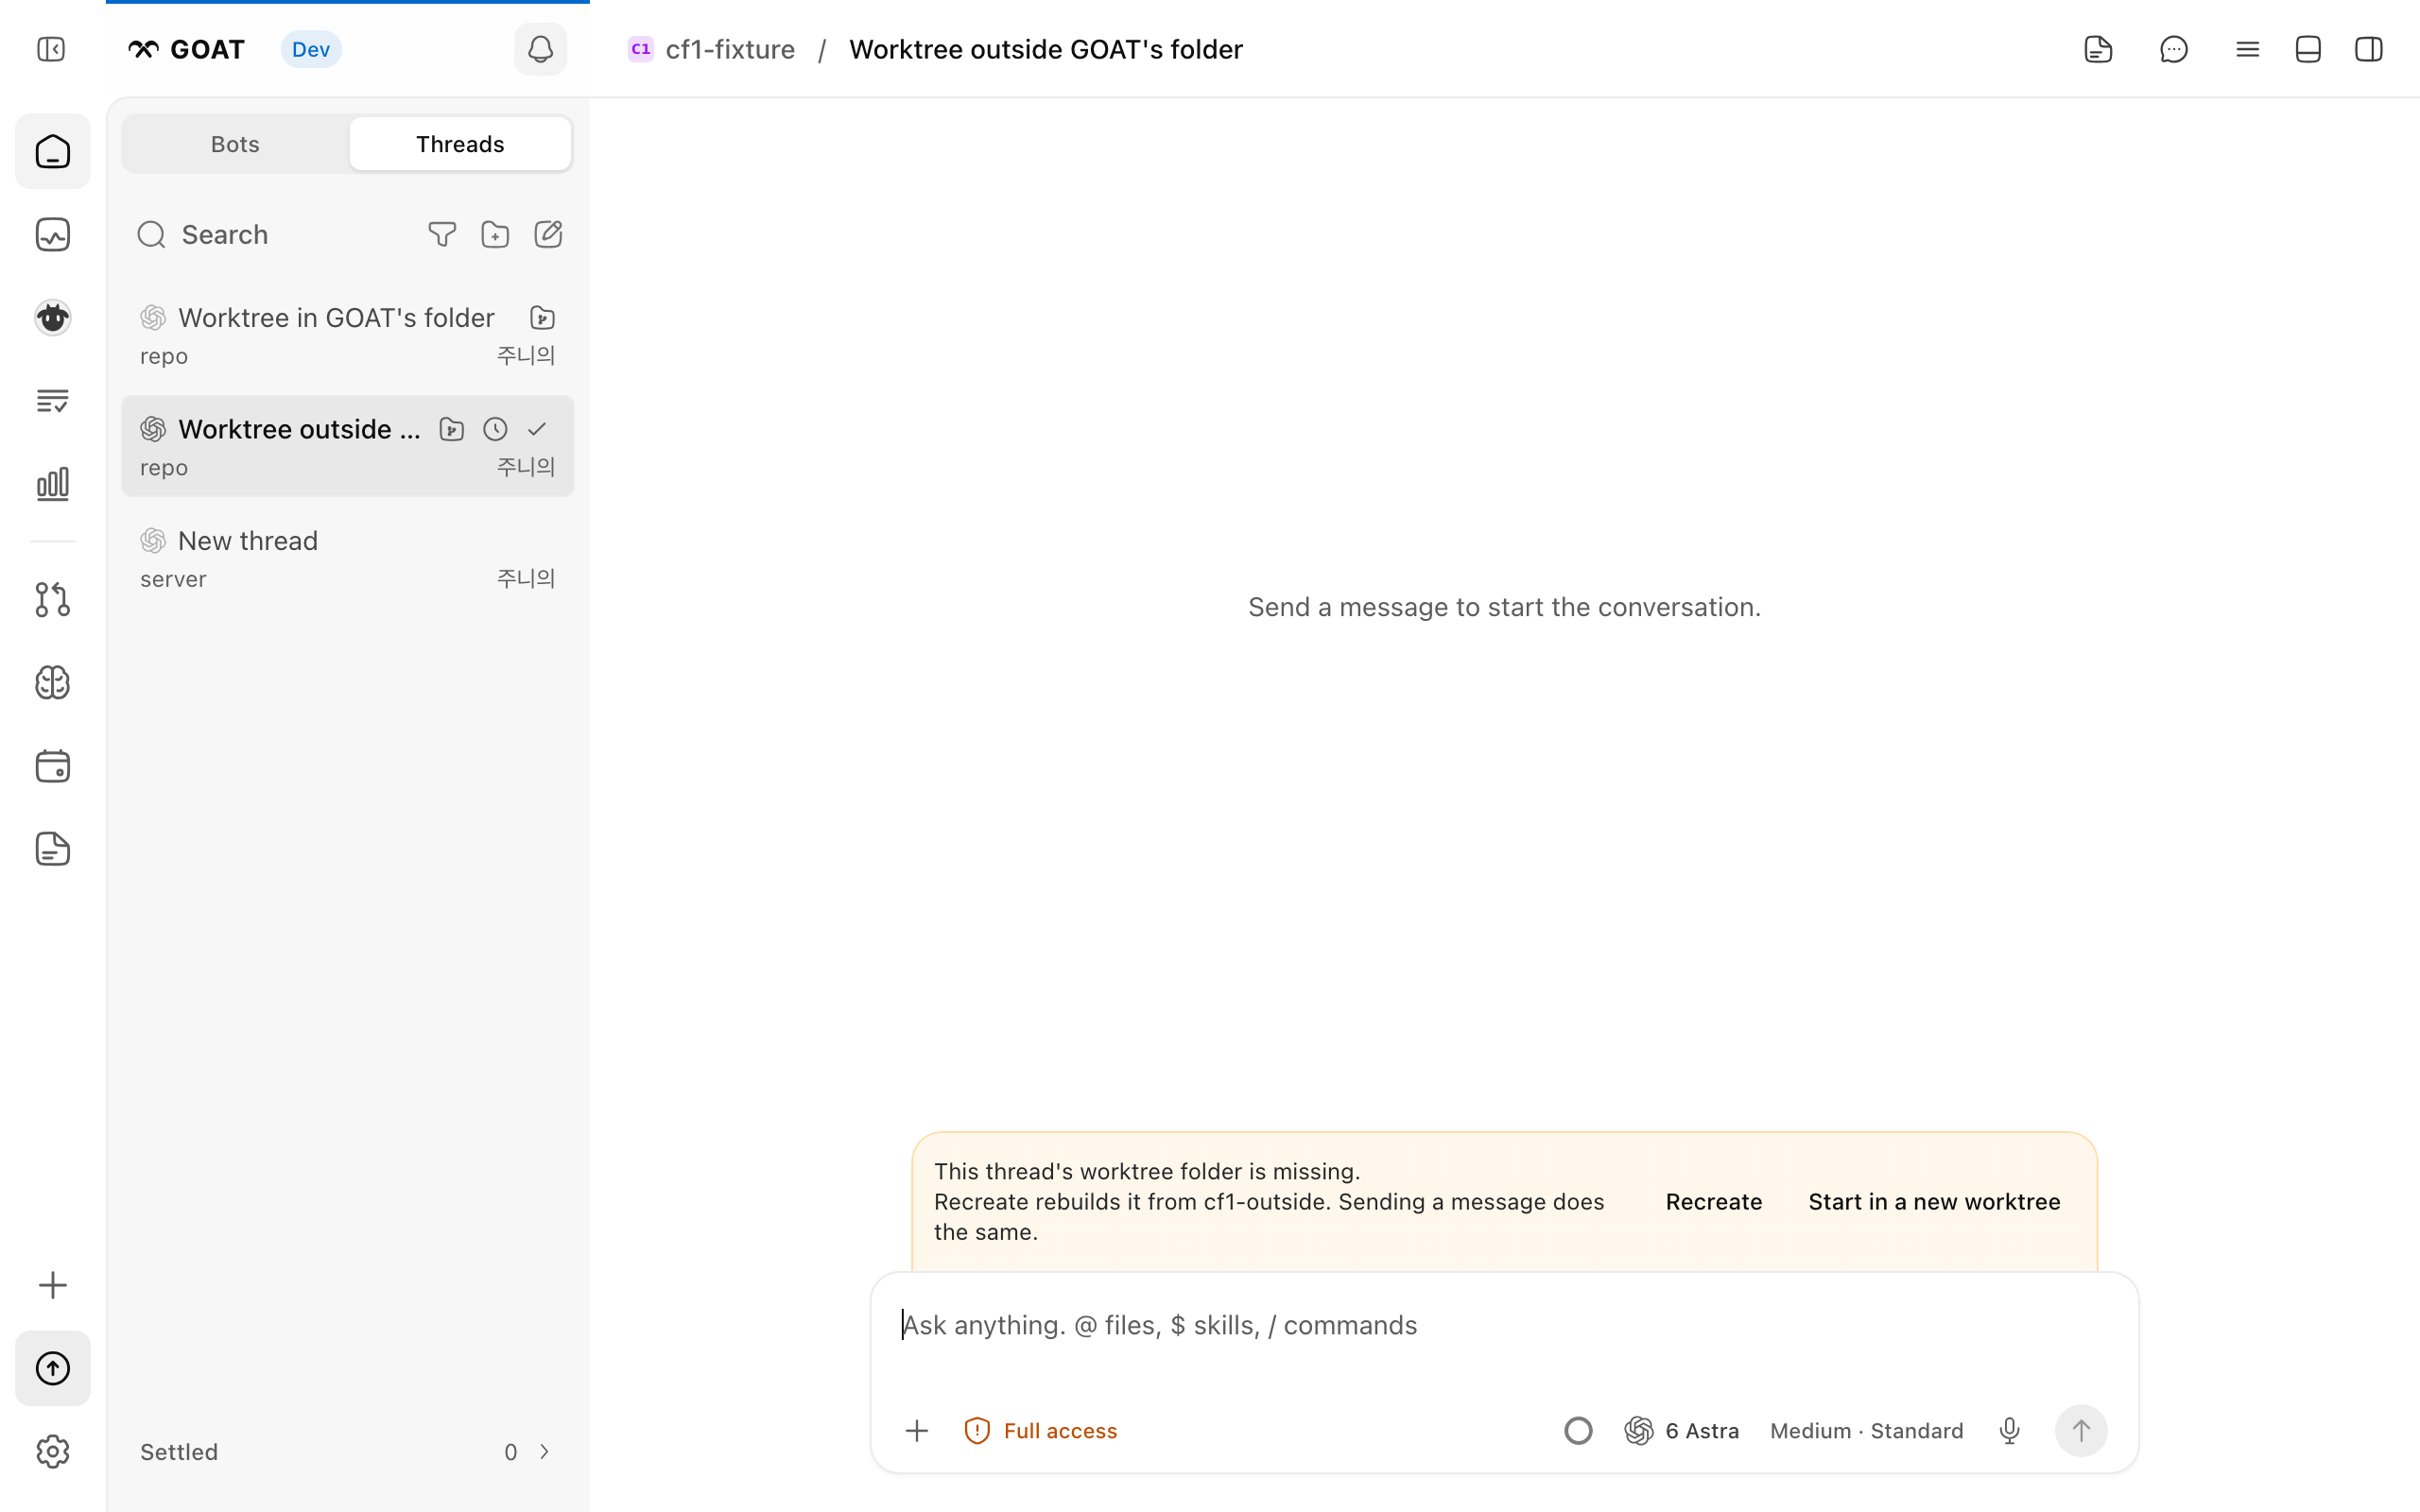 GOAT
Dev
C1 cf1-fixture / Worktree outside GOAT's folder
Bots
Threads
Search
Worktree in GOAT's folder
repo
주니의
Worktree outside ...
repo
주니의
New thread
server
주니의
Send a message to start the conversation.
This thread's worktree folder is missing.
Recreate rebuilds it from cf1-outside. Sending a message does
the same.
Recreate
Start in a new worktree
Ask anything. @ files, $ skills, / commands
Full access
6 Astra
Medium · Standard
Settled
0